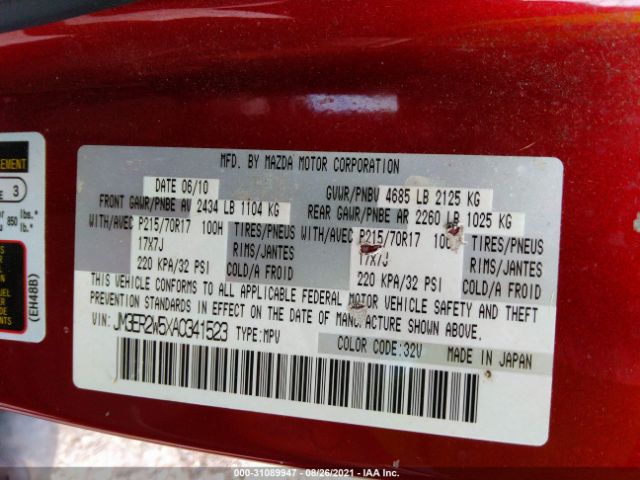 MFD. BY MAZDA MOTOR CORPORATION
DATE 06/10
GVWR/PNBV 4685 LB 2125 KG
FRONT GAWR/PNBE AV 2434 LB 1104 KG
REAR GAWR/PNBE AR 2260 LB 1025 KG
WITH/AVEC P215/70R17 100H TIRES/PNEUS
17X7J RIMS/JANTES
220 KPA/32 PSI COLD/A FROID
WITH/AVEC P215/70R17 TIRES/PNEUS
17X7J RIMS/JANTES
220 KPA/32 PSI COLD/A FROID
THIS VEHICLE CONFORMS TO ALL APPLICABLE FEDERAL MOTOR VEHICLE SAFETY AND THEFT
PREVENTION STANDARDS IN EFFECT ON THE DATE OF MANUFACTURE SHOWN ABOVE.
VIN: JM3ER2W5XA0341523 TYPE: MPV
COLOR CODE: 32V MADE IN JAPAN
3
850 lbs.*
(EH48B)
000-31089947 - 08/26/2021 - IAA Inc.